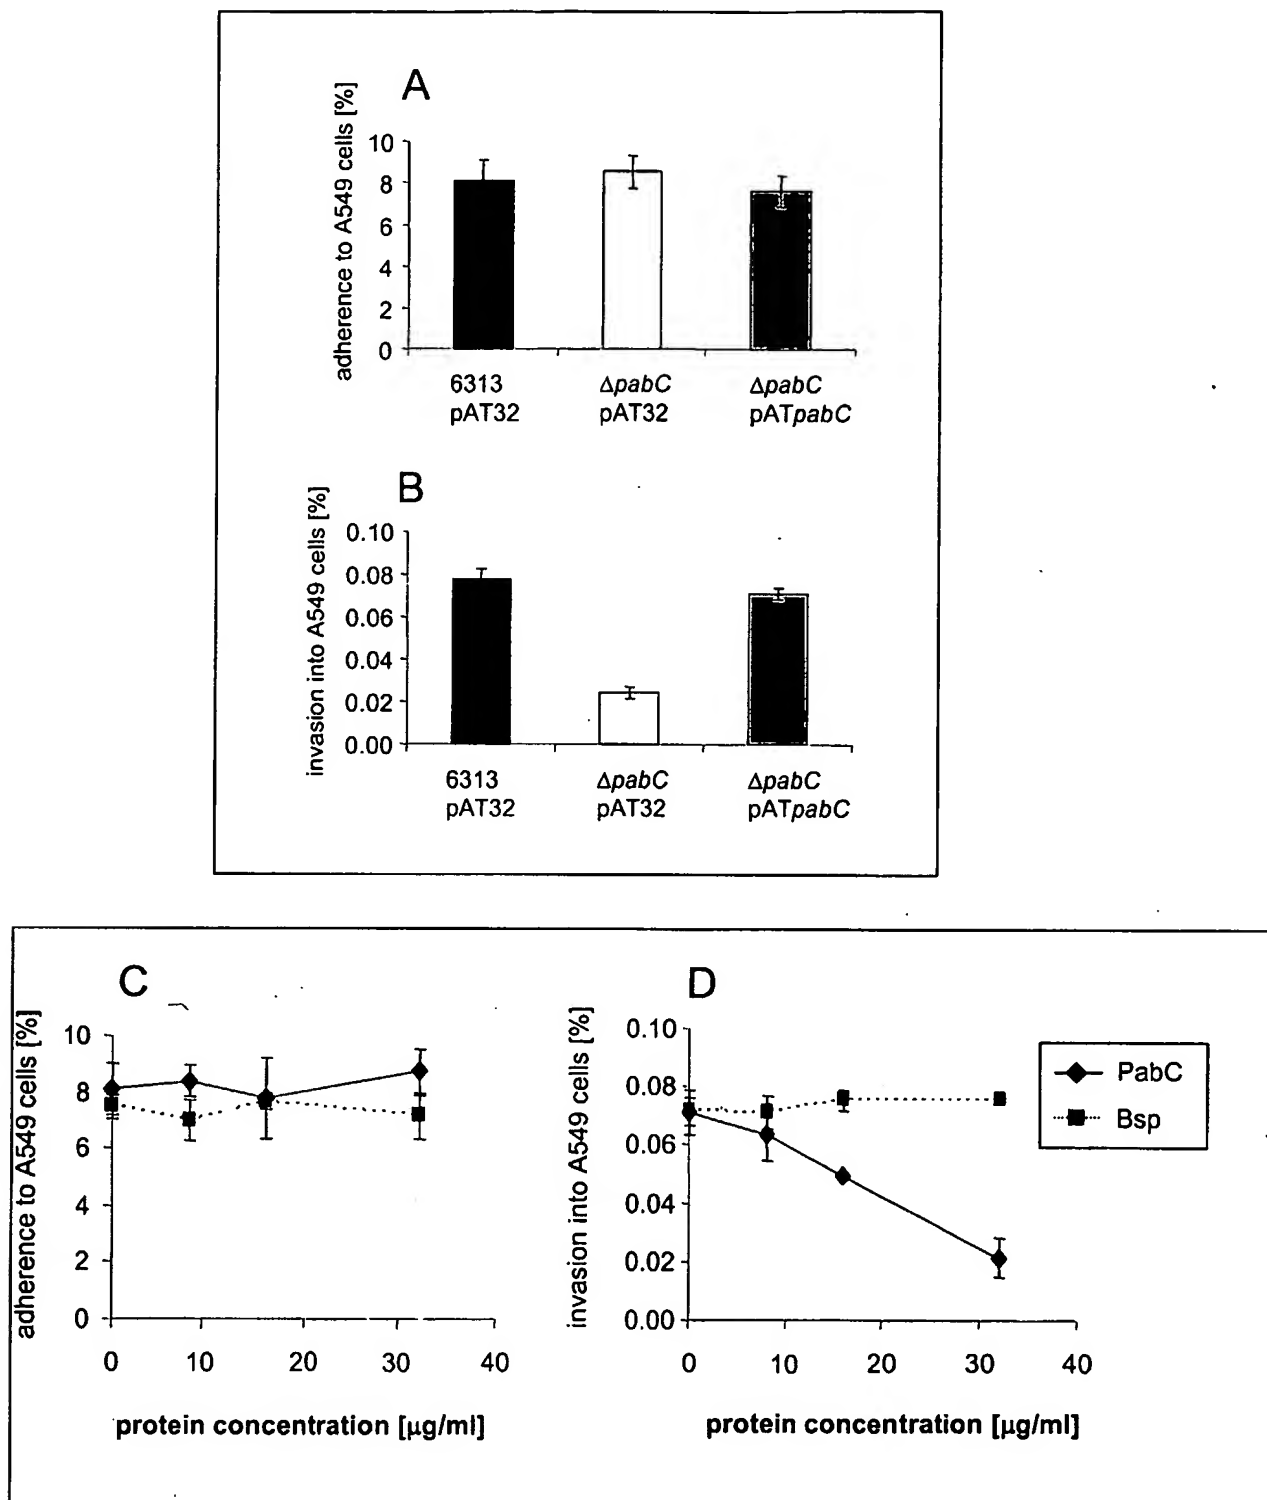 A
adherence to A549 cells [%]
10
8
6
4
2
0
6313
pAT32
ΔpabC
pAT32
ΔpabC
pATpabC
B
invasion into A549 cells [%]
0.10
0.08
0.06
0.04
0.02
0.00
6313
pAT32
ΔpabC
pAT32
ΔpabC
pATpabC
C
adherence to A549 cells [%]
10
8
6
4
2
0
0 10 20 30 40
protein concentration [µg/ml]
D
invasion into A549 cells [%]
0.10
0.08
0.06
0.04
0.02
0.00
0 10 20 30 40
protein concentration [µg/ml]
PabC
Bsp